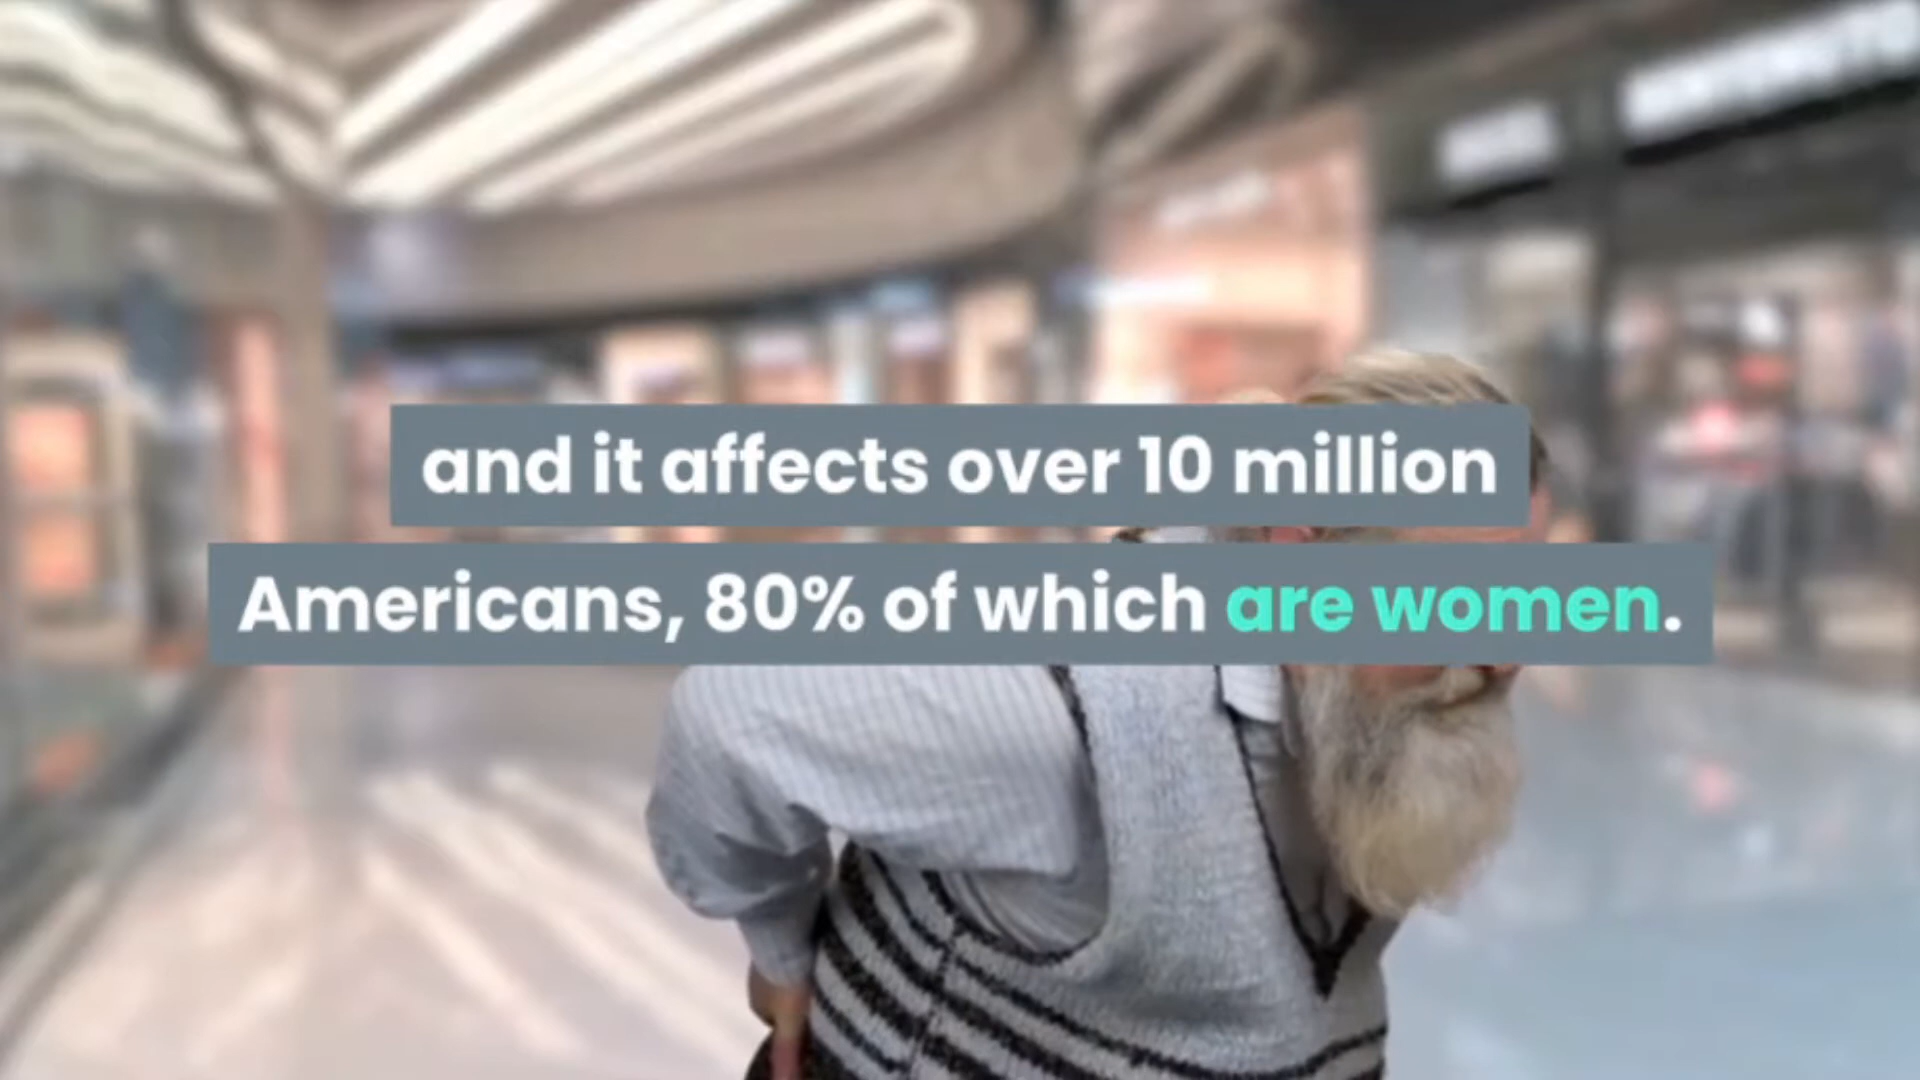 and it affects over 10 million
Americans, 80% of which are women.